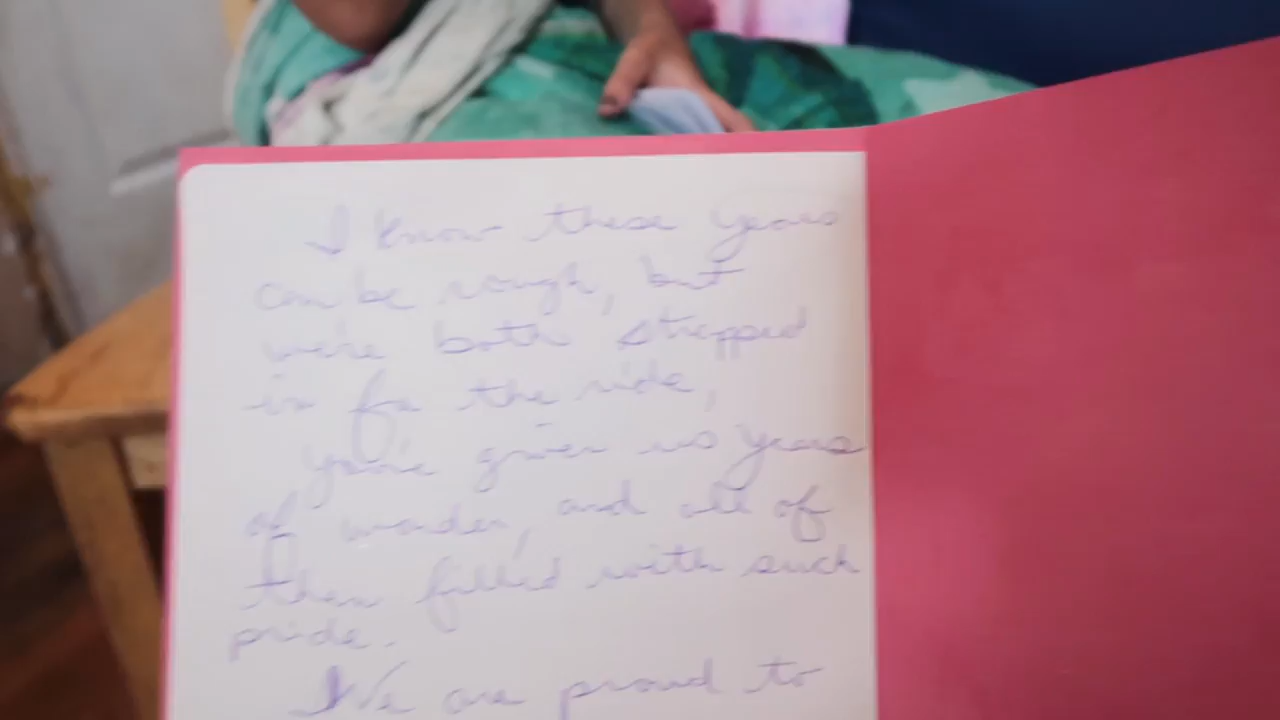 I know these years
can be rough, but
we're both strapped
in for the ride,
you've given us years
of wonder, and all of
them filled with such
pride.
We are proud to